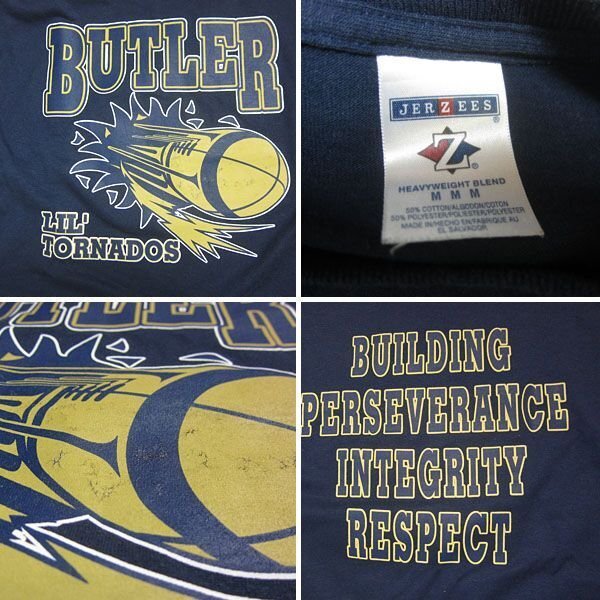 BUTLER
LIL'
TORNADOS
JERZEES
Z
HEAVYWEIGHT BLEND
M M M
50% COTTON/ALGODON/COTON
50% POLYESTER/POLIESTER/POLYESTER
MADE IN/HECHO EN/FABRIQUE AU
EL SALVADOR
BUTLER
BUILDING
PERSEVERANCE
INTEGRITY
RESPECT